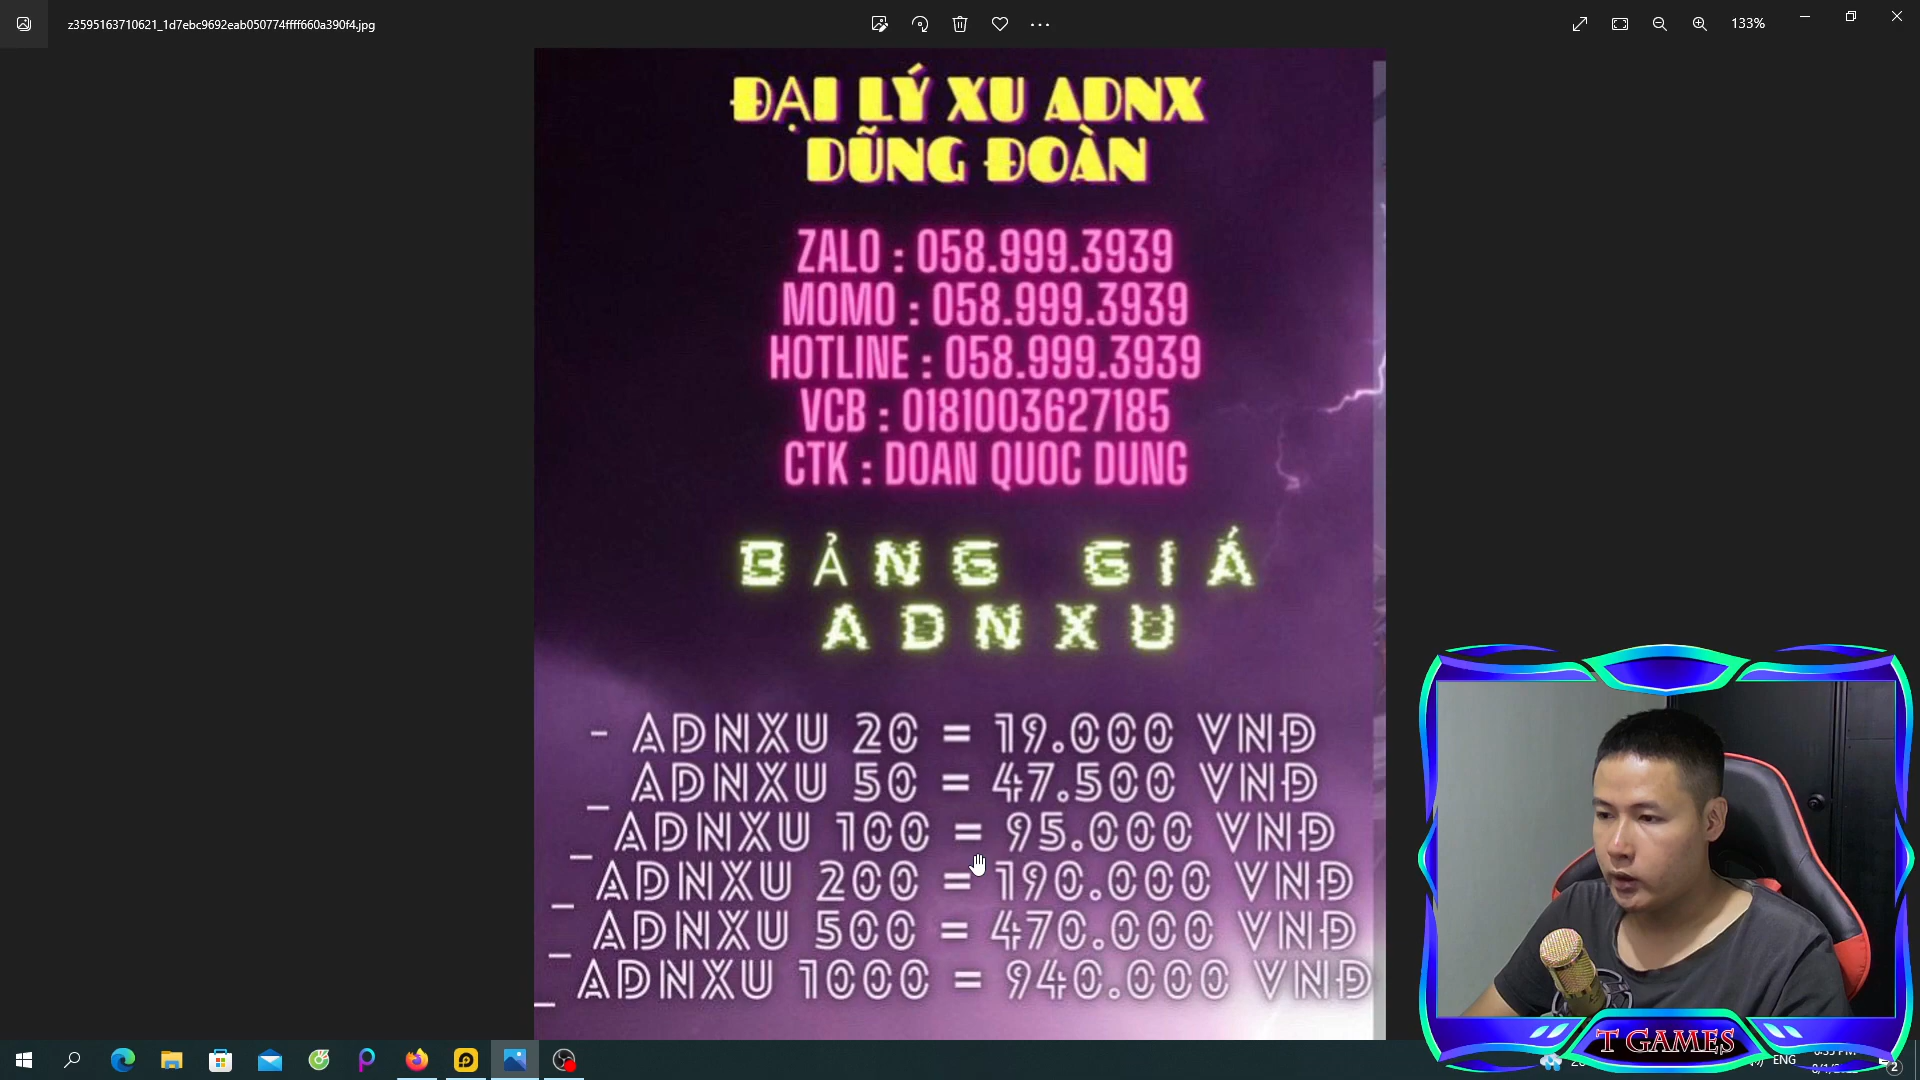 z3595163710621_1d7ebc9692eab050774ffff660a390f4.jpg
133%
ĐẠI LÝ XU ADNX
DŨNG ĐOÀN
ZALO : 058.999.3939
MOMO : 058.999.3939
HOTLINE : 058.999.3939
VCB : 0181003627185
CTK : DOAN QUOC DUNG
BẢNG GIÁ
ADNXU
- ADNXU 20 = 19.000 VNĐ
_ ADNXU 50 = 47.500 VNĐ
_ ADNXU 100 = 95.000 VNĐ
_ ADNXU 200 = 190.000 VNĐ
_ ADNXU 500 = 470.000 VNĐ
_ ADNXU 1000 = 940.000 VNĐ
T GAMES
ENG
2